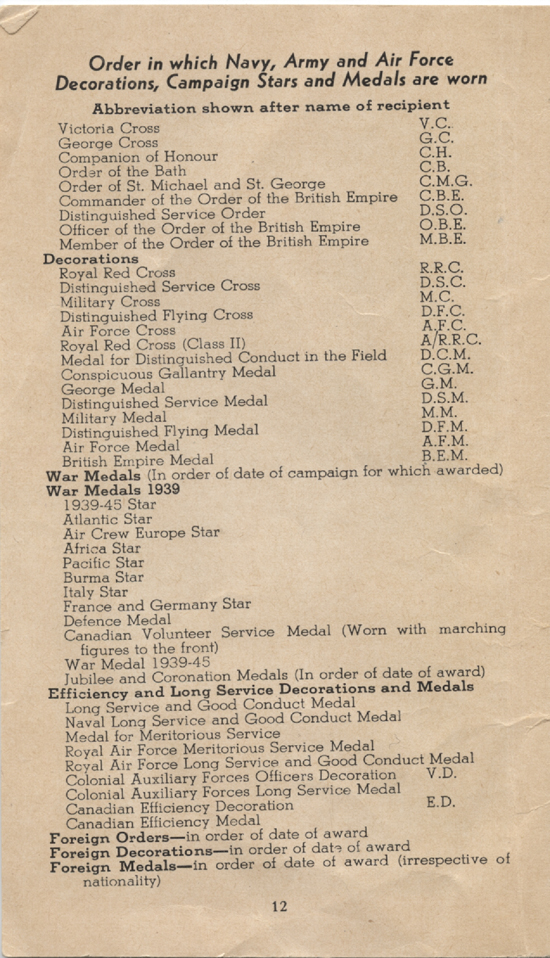 Order in which Navy, Army and Air Force
Decorations, Campaign Stars and Medals are worn
Abbreviation shown after name of recipient
Victoria Cross V.C.
George Cross G.C.
Companion of Honour C.H.
Order of the Bath C.B.
Order of St. Michael and St. George C.M.G.
Commander of the Order of the British Empire C.B.E.
Distinguished Service Order D.S.O.
Officer of the Order of the British Empire O.B.E.
Member of the Order of the British Empire M.B.E.
Decorations
Royal Red Cross R.R.C.
Distinguished Service Cross D.S.C.
Military Cross M.C.
Distinguished Flying Cross D.F.C.
Air Force Cross A.F.C.
Royal Red Cross (Class II) A/R.R.C.
Medal for Distinguished Conduct in the Field D.C.M.
Conspicuous Gallantry Medal C.G.M.
George Medal G.M.
Distinguished Service Medal D.S.M.
Military Medal M.M.
Distinguished Flying Medal D.F.M.
Air Force Medal A.F.M.
British Empire Medal B.E.M.
War Medals (In order of date of campaign for which awarded)
War Medals 1939
1939-45 Star
Atlantic Star
Air Crew Europe Star
Africa Star
Pacific Star
Burma Star
Italy Star
France and Germany Star
Defence Medal
Canadian Volunteer Service Medal (Worn with marching
figures to the front)
War Medal 1939-45
Jubilee and Coronation Medals (In order of date of award)
Efficiency and Long Service Decorations and Medals
Long Service and Good Conduct Medal
Naval Long Service and Good Conduct Medal
Medal for Meritorious Service
Royal Air Force Meritorious Service Medal
Royal Air Force Long Service and Good Conduct Medal
Colonial Auxiliary Forces Officers Decoration V.D.
Colonial Auxiliary Forces Long Service Medal
Canadian Efficiency Decoration E.D.
Canadian Efficiency Medal
Foreign Orders—in order of date of award
Foreign Decorations—in order of date of award
Foreign Medals—in order of date of award (irrespective of
nationality)
12